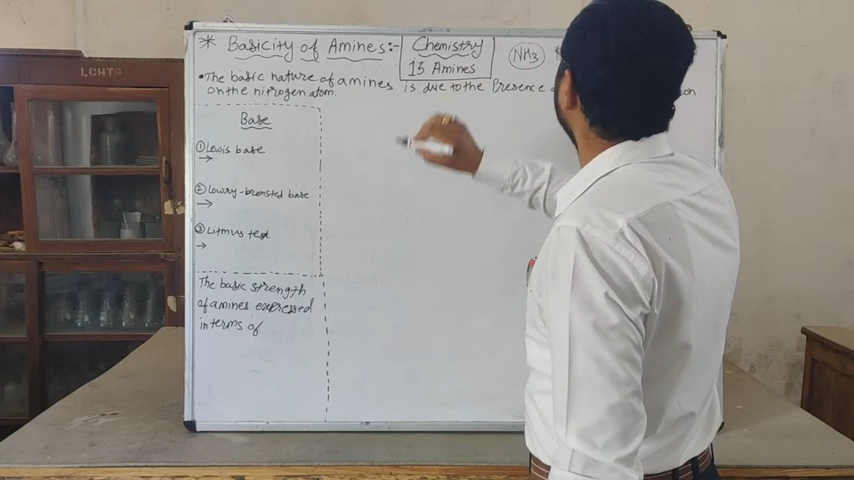 LCHTA
* Basicity of Amines:-
Chemistry
13. Amines
NH3
•The basic nature of amines is due to the Presence
on the nitrogen atom.
Base
① Lewis base
→
② Lowry-bronsted base
→
③ Litmus test
→
The basic strength
of amines expressed
in terms of